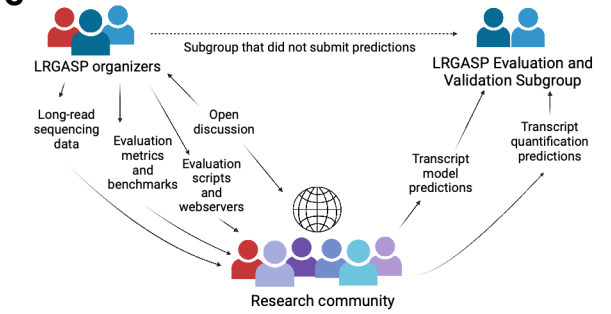 Subgroup that did not submit predictions
LRGASP organizers
LRGASP Evaluation and
Validation Subgroup
Long-read
sequencing
data
Evaluation
metrics
and
benchmarks
Evaluation
scripts
and
webservers
Open
discussion
Transcript
model
predictions
Transcript
quantification
predictions
Research community